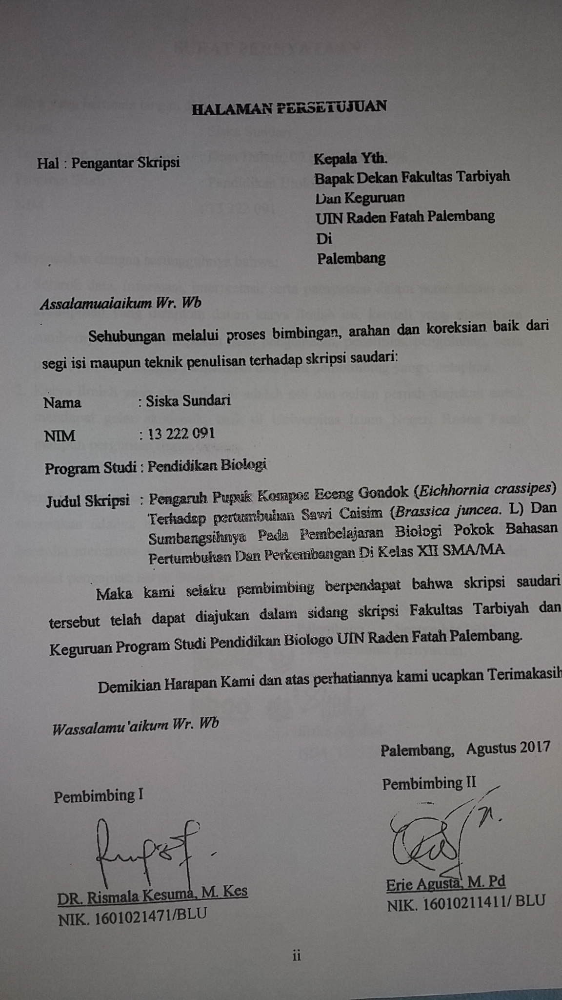 HALAMAN PERSETUJUAN
Hal : Pengantar Skripsi
Kepala Yth.
Bapak Dekan Fakultas Tarbiyah
Dan Keguruan
UIN Raden Fatah Palembang
Di
Palembang
Assalamualaikum Wr. Wb
Sehubungan melalui proses bimbingan, arahan dan koreksian baik dari
segi isi maupun teknik penulisan terhadap skripsi saudari:
Nama : Siska Sundari
NIM : 13 222 091
Program Studi : Pendidikan Biologi
Judul Skripsi : Pengaruh Pupuk Kompos Eceng Gondok (Eichhornia crassipes)
Terhadap pertumbuhan Sawi Caisim (Brassica juncea. L) Dan
Sumbangsihnya Pada Pembelajaran Biologi Pokok Bahasan
Pertumbuhan Dan Perkembangan Di Kelas XII SMA/MA
Maka kami selaku pembimbing berpendapat bahwa skripsi saudari
tersebut telah dapat diajukan dalam sidang skripsi Fakultas Tarbiyah dan
Keguruan Program Studi Pendidikan Biologo UIN Raden Fatah Palembang.
Demikian Harapan Kami dan atas perhatiannya kami ucapkan Terimakasih
Wassalamu'aikum Wr. Wb
Palembang, Agustus 2017
Pembimbing I
Pembimbing II
DR. Rismala Kesuma, M. Kes
NIK. 1601021471/BLU
Erie Agusta, M. Pd
NIK. 16010211411/ BLU
ii